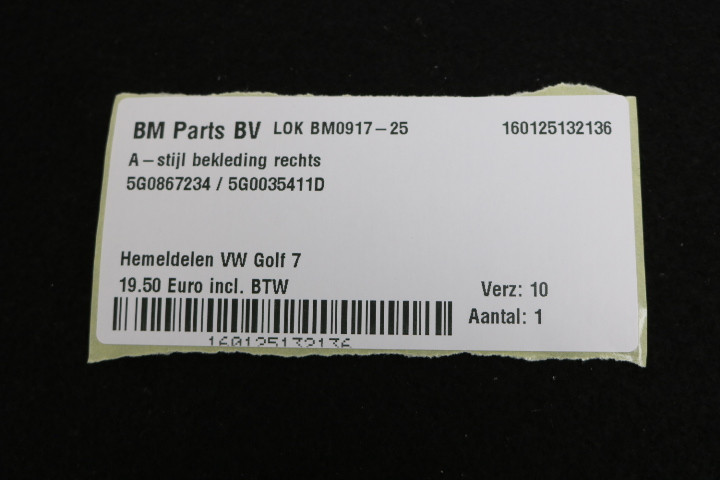 BM Parts BV LOK BM0917-25 160125132136
A-stijl bekleding rechts
5G0867234 / 5G0035411D
Hemeldelen VW Golf 7
19.50 Euro incl. BTW Verz: 10
Aantal: 1
160125132136